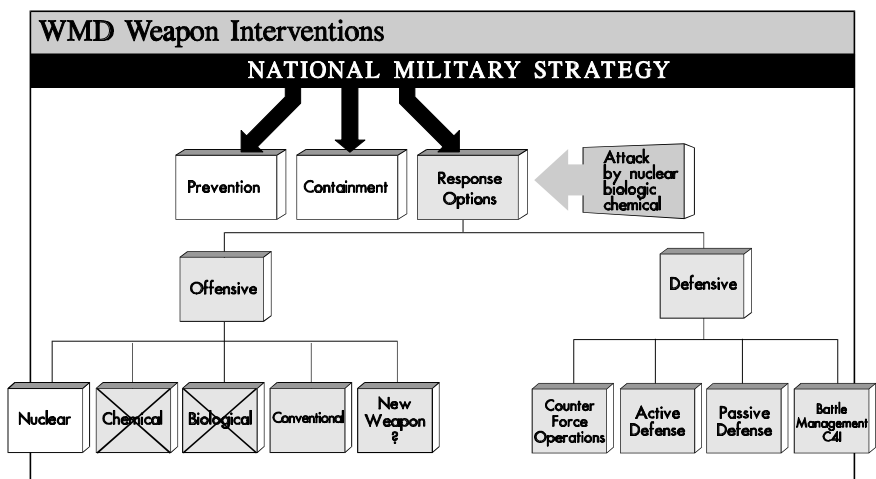 WMD Weapon Interventions
NATIONAL MILITARY STRATEGY
Prevention
Containment
Response
Options
Attack
by nuclear
biologic
chemical
Offensive
Defensive
Nuclear
Chemical
Biological
Conventional
New
Weapon
?
Counter
Force
Operations
Active
Defense
Passive
Defense
Battle
Management
C4I